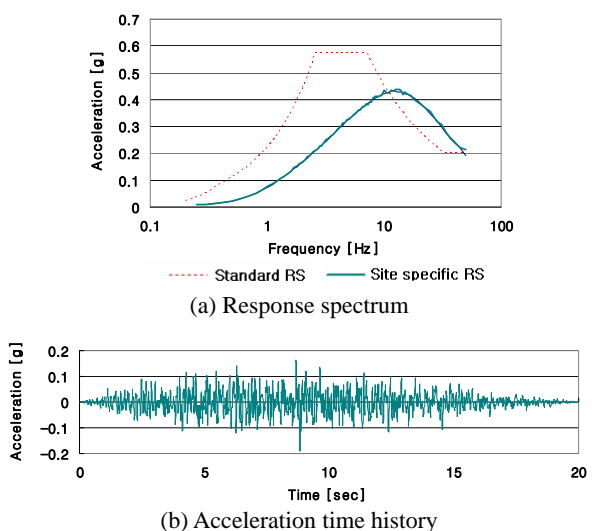 0.7
0.6
0.5
0.4
0.3
0.2
0.1
0
Acceleration [g]
0.1 1 10 100
Frequency [Hz]
Standard RS Site specific RS
(a) Response spectrum
0.2
0.1
0
-0.1
-0.2
Acceleration [g]
0 5 10 15 20
Time [sec]
(b) Acceleration time history